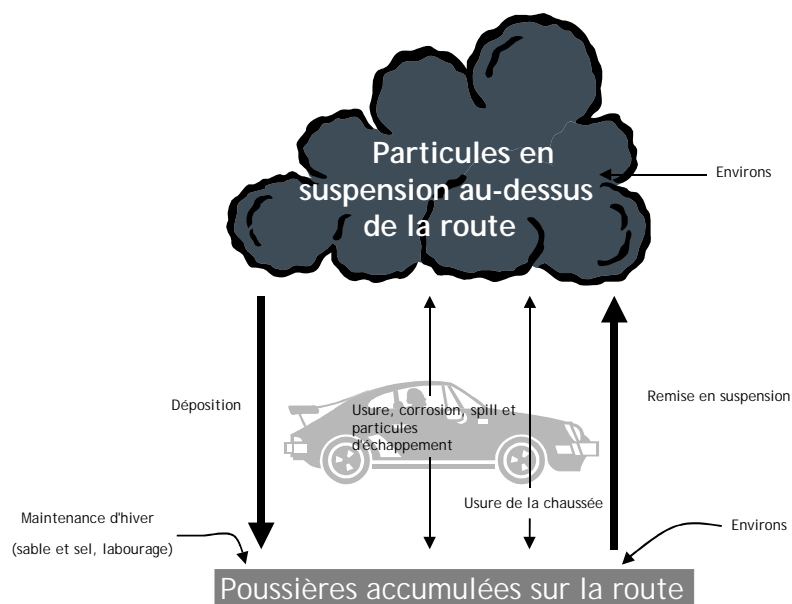 Particules en
suspension au-dessus
de la route
Environs
Déposition
Remise en suspension
Usure, corrosion, spill et
particules
d'échappement
Usure de la chaussée
Maintenance d'hiver
(sable et sel, labourage)
Environs
Poussières accumulées sur la route